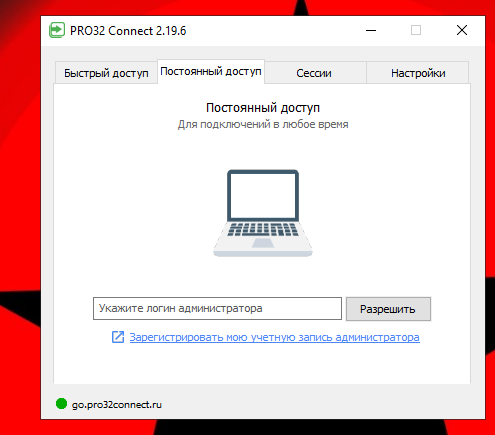 PRO32 Connect 2.19.6
Быстрый доступ
Постоянный доступ
Сессии
Настройки
Постоянный доступ
Для подключений в любое время
Укажите логин администратора
Разрешить
Зарегистрировать мою учетную запись администратора
go.pro32connect.ru